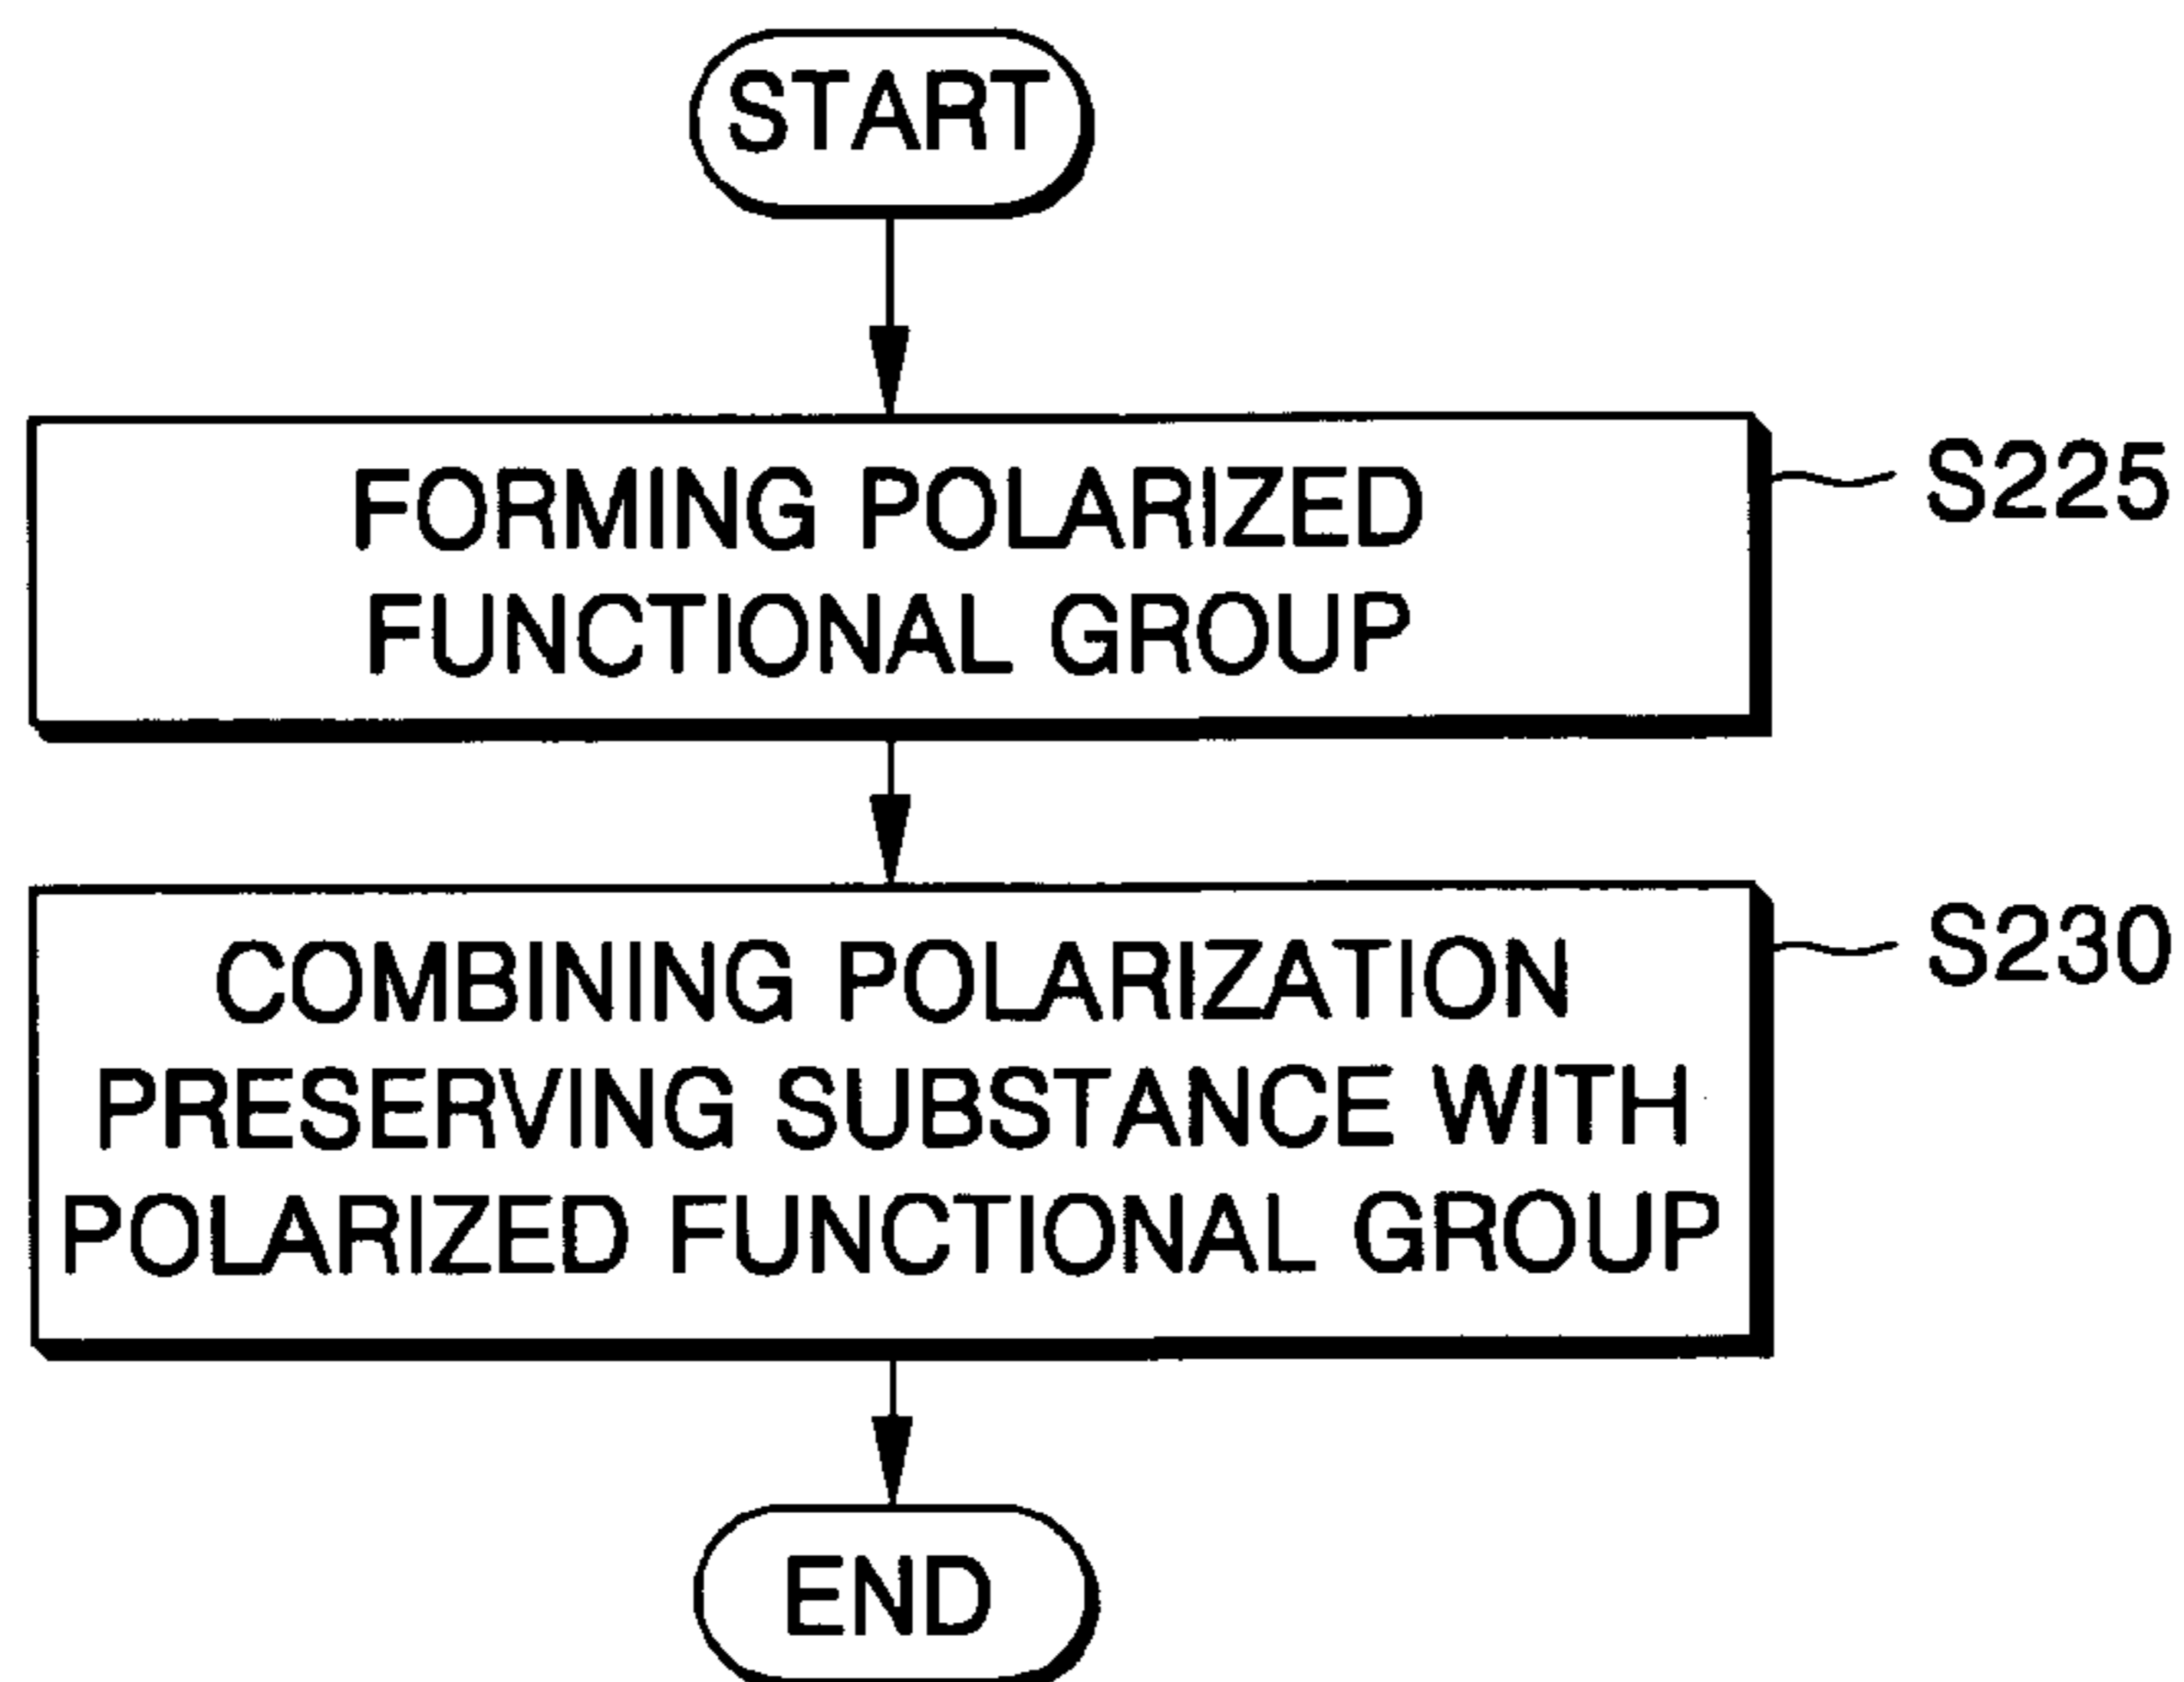 START
FORMING POLARIZED
FUNCTIONAL GROUP
S225
COMBINING POLARIZATION
PRESERVING SUBSTANCE WITH
POLARIZED FUNCTIONAL GROUP
S230
END